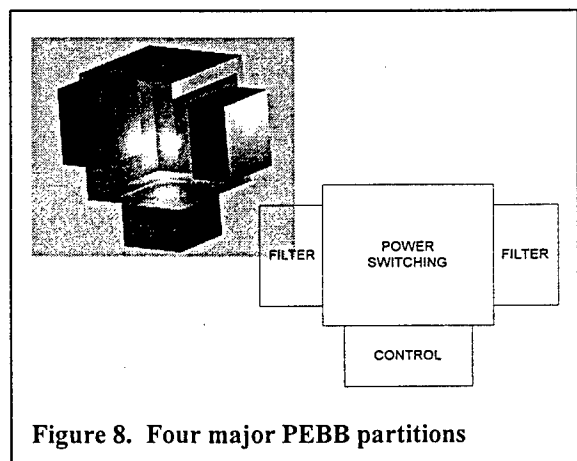 FILTER
POWER
SWITCHING
FILTER
CONTROL
Figure 8. Four major PEBB partitions